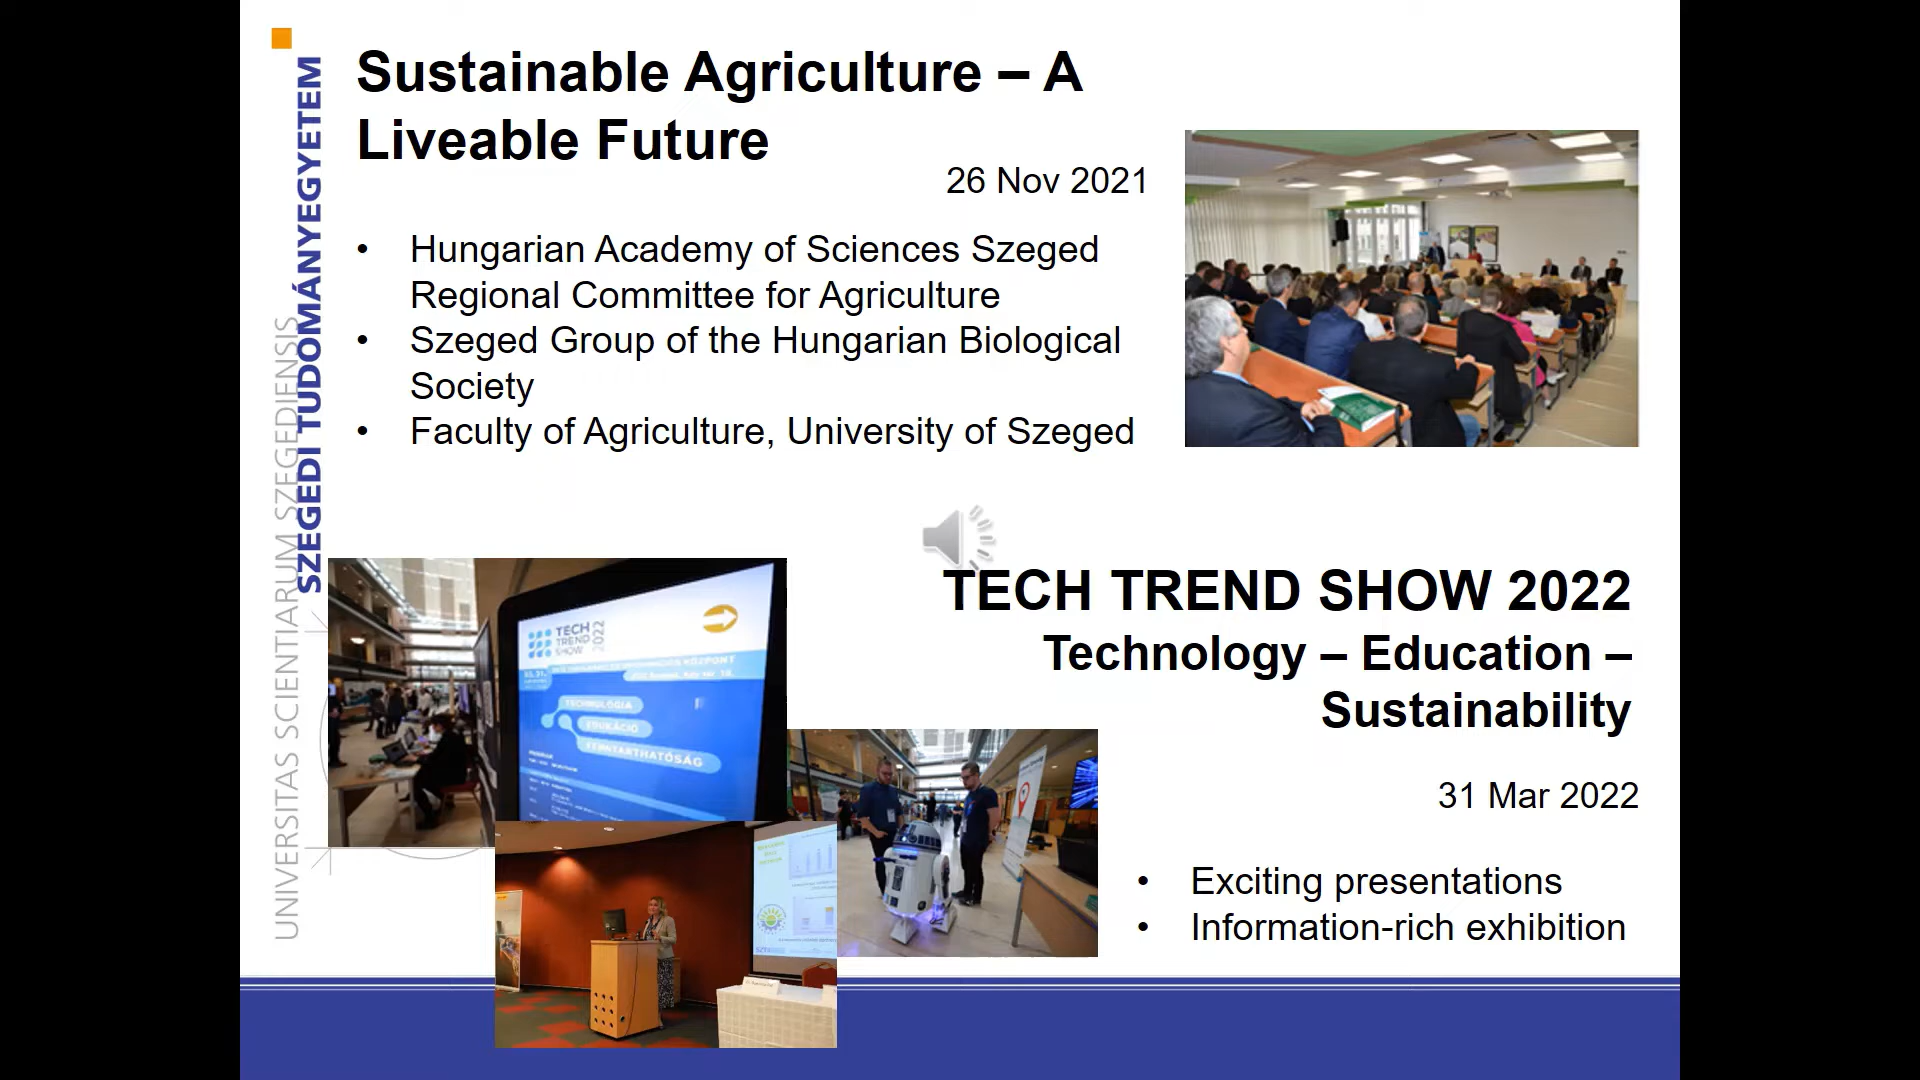 SZEGEDI TUDOMÁNYEGYETEM
UNIVERSITAS SCIENTIARUM SZEGEDIENSIS
Sustainable Agriculture – A
Liveable Future
26 Nov 2021
• Hungarian Academy of Sciences Szeged
Regional Committee for Agriculture
• Szeged Group of the Hungarian Biological
Society
• Faculty of Agriculture, University of Szeged
TECH TREND SHOW 2022
Technology – Education –
Sustainability
31 Mar 2022
• Exciting presentations
• Information-rich exhibition
TECH
TREND
SHOW
2022
TECHNOLÓGIA
EDUKÁCIÓ
FENNTARTHATÓSÁG